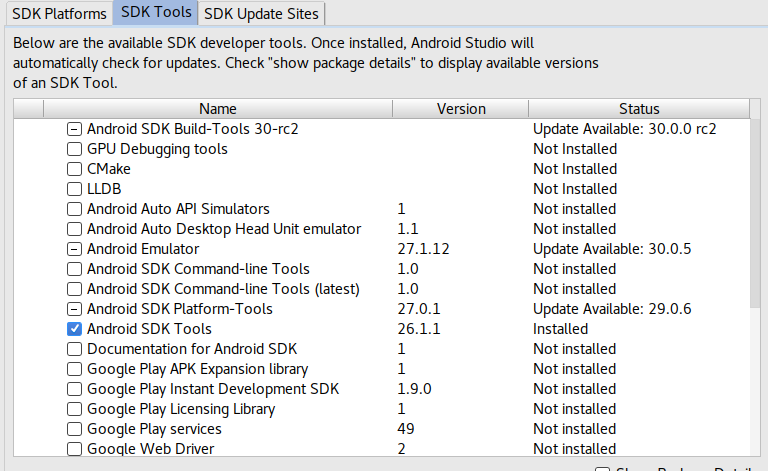 SDK Platforms SDK Tools SDK Update Sites
Below are the available SDK developer tools. Once installed, Android Studio will
automatically check for updates. Check "show package details" to display available versions
of an SDK Tool.
Name Version Status
Android SDK Build-Tools 30-rc2 Update Available: 30.0.0 rc2
GPU Debugging tools Not Installed
CMake Not Installed
LLDB Not Installed
Android Auto API Simulators 1 Not installed
Android Auto Desktop Head Unit emulator 1.1 Not installed
Android Emulator 27.1.12 Update Available: 30.0.5
Android SDK Command-line Tools 1.0 Not installed
Android SDK Command-line Tools (latest) 1.0 Not installed
Android SDK Platform-Tools 27.0.1 Update Available: 29.0.6
Android SDK Tools 26.1.1 Installed
Documentation for Android SDK 1 Not installed
Google Play APK Expansion library 1 Not installed
Google Play Instant Development SDK 1.9.0 Not installed
Google Play Licensing Library 1 Not installed
Google Play services 49 Not installed
Google Web Driver 2 Not installed